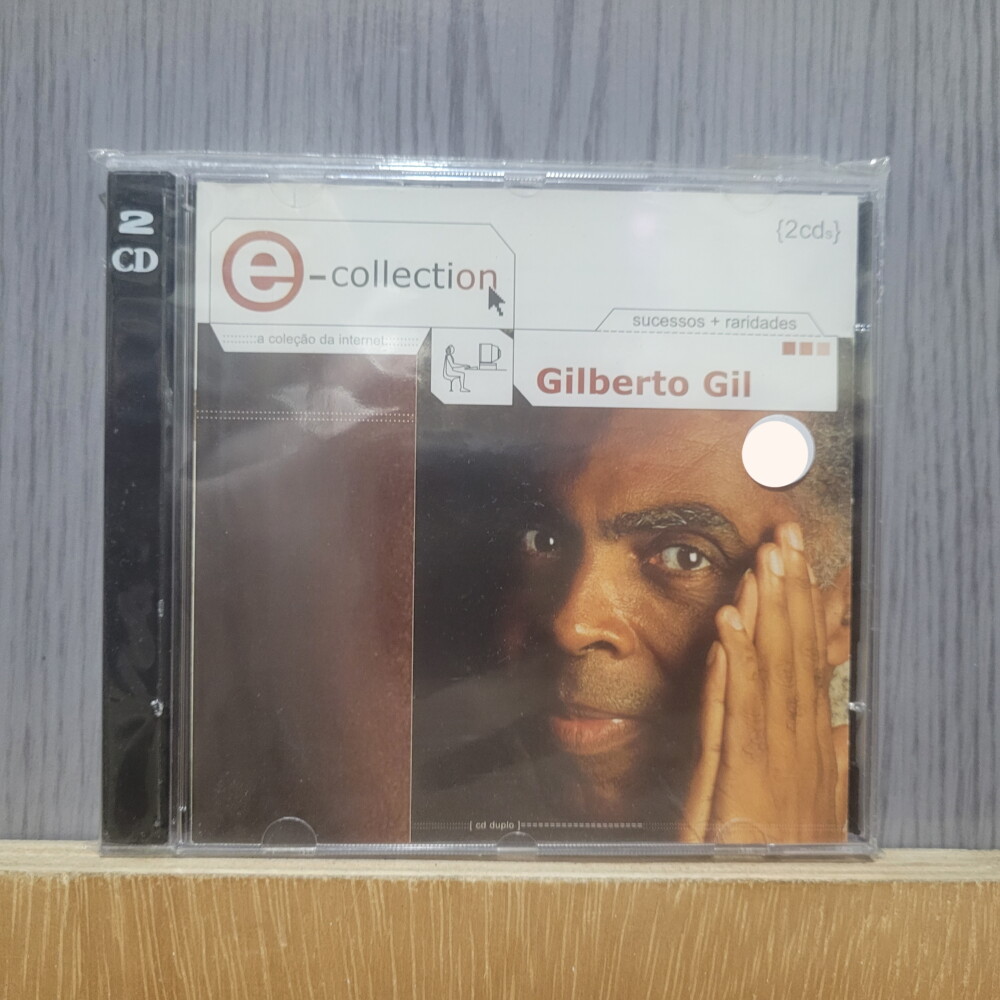 2
CD
{2cds}
e-collection
sucessos + raridades
a coleção da internet
Gilberto Gil
[ cd duplo ]